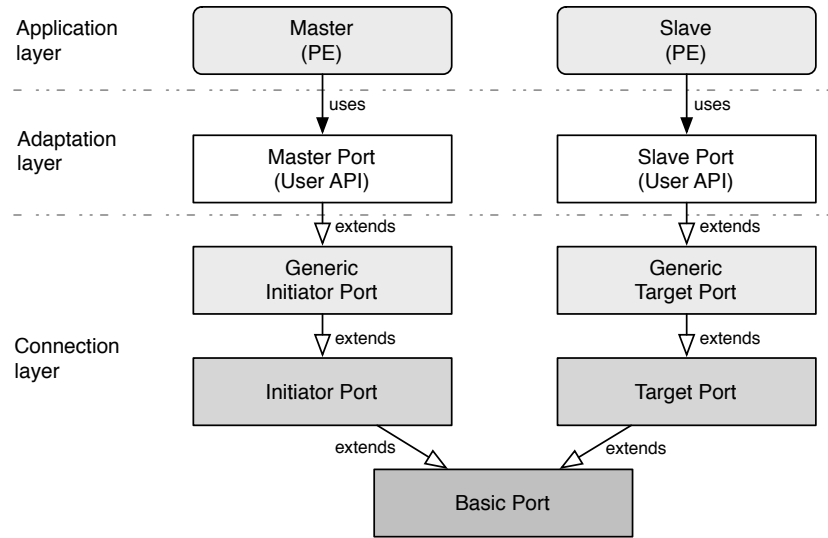 Application
layer
Master
(PE)
Slave
(PE)
uses
uses
Adaptation
layer
Master Port
(User API)
Slave Port
(User API)
extends
extends
Generic
Initiator Port
Generic
Target Port
extends
extends
Connection
layer
Initiator Port
Target Port
extends
extends
Basic Port